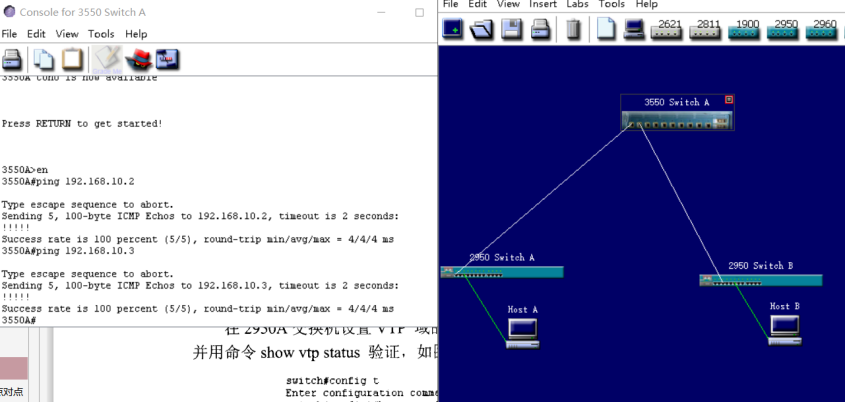 Console for 3550 Switch A
File Edit View Tools Help
3550A con0 is now available
Press RETURN to get started!
3550A>en
3550A#ping 192.168.10.2
Type escape sequence to abort.
Sending 5, 100-byte ICMP Echos to 192.168.10.2, timeout is 2 seconds:
!!!!!
Success rate is 100 percent (5/5), round-trip min/avg/max = 4/4/4 ms
3550A#ping 192.168.10.3
Type escape sequence to abort.
Sending 5, 100-byte ICMP Echos to 192.168.10.3, timeout is 2 seconds:
!!!!!
Success rate is 100 percent (5/5), round-trip min/avg/max = 4/4/4 ms
3550A#
在 2950A 交换机设置 VTP 域的
并用命令 show vtp status 验证，如
点对点
switch#config t
Enter configuration
File Edit View Insert Labs Tools Help
2621 2811 1900 2950 2960
3550 Switch A
2950 Switch A
2950 Switch B
Host A
Host B